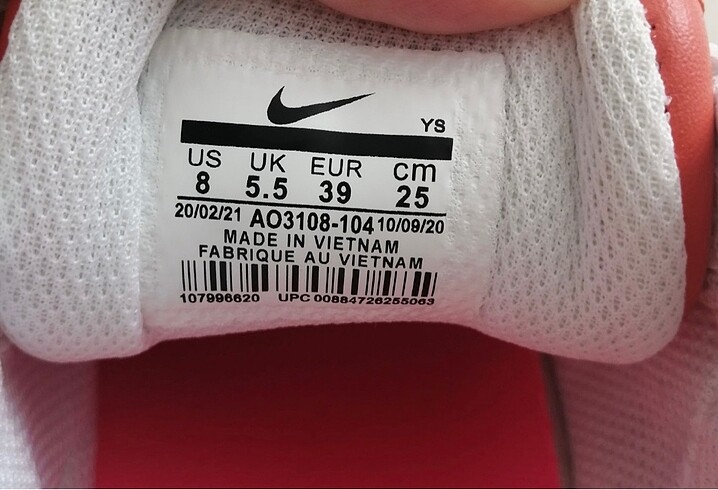 YS
US UK EUR cm
8 5.5 39 25
20/02/21 AO3108-104 10/09/20
MADE IN VIETNAM
FABRIQUE AU VIETNAM
107996620 UPC 00884726255063